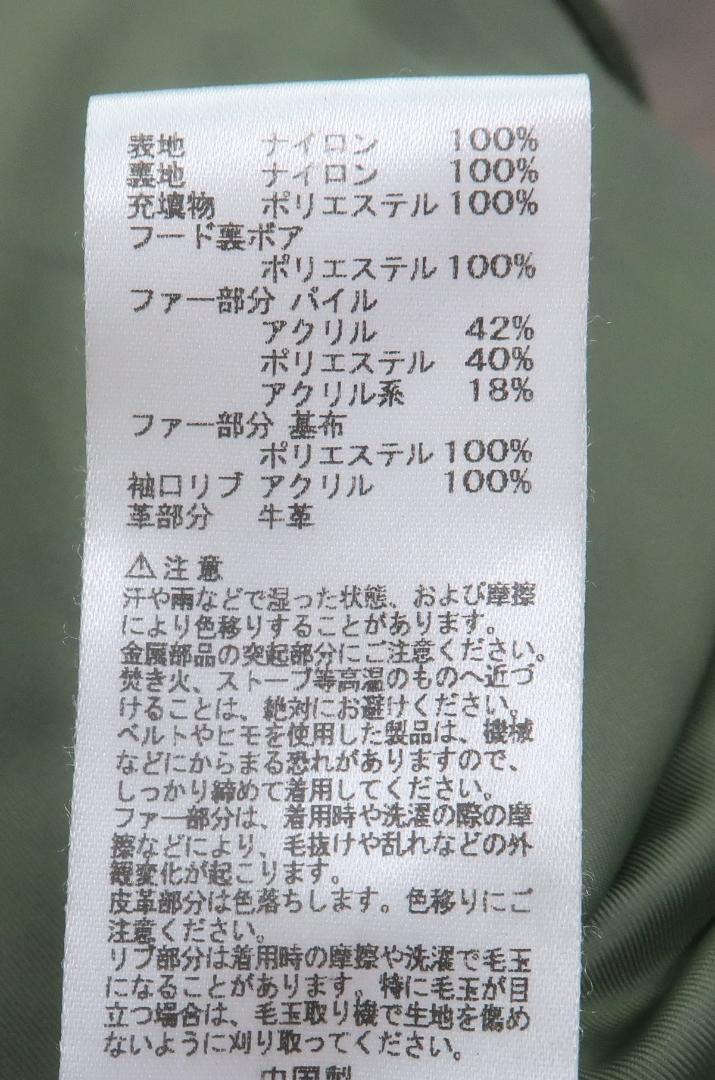 表地 ナイロン 100%
裏地 ナイロン 100%
充填物 ポリエステル 100%
フード裏ボア
ポリエステル 100%
ファー部分 パイル
アクリル 42%
ポリエステル 40%
アクリル系 18%
ファー部分 基布
ポリエステル 100%
袖口リブ アクリル 100%
革部分 牛革
⚠注意
汗や雨などで湿った状態、および摩擦
により色移りすることがあります。
金属部品の突起部分にご注意ください。
焚き火、ストーブ等高温のものへ近づ
けることは、絶対にお避けください。
ベルトやヒモを使用した製品は、機械
などにからまる恐れがありますので、
しっかり締めて着用してください。
ファー部分は、着用時や洗濯の際の摩
擦などにより、毛抜けや乱れなどの外
観変化が起こります。
皮革部分は色落ちします。色移りにご
注意ください。
リブ部分は着用時の摩擦や洗濯で毛玉
になることがあります。特に毛玉が目
立つ場合は、毛玉取り機で生地を傷め
ないように刈り取ってください。
中国製